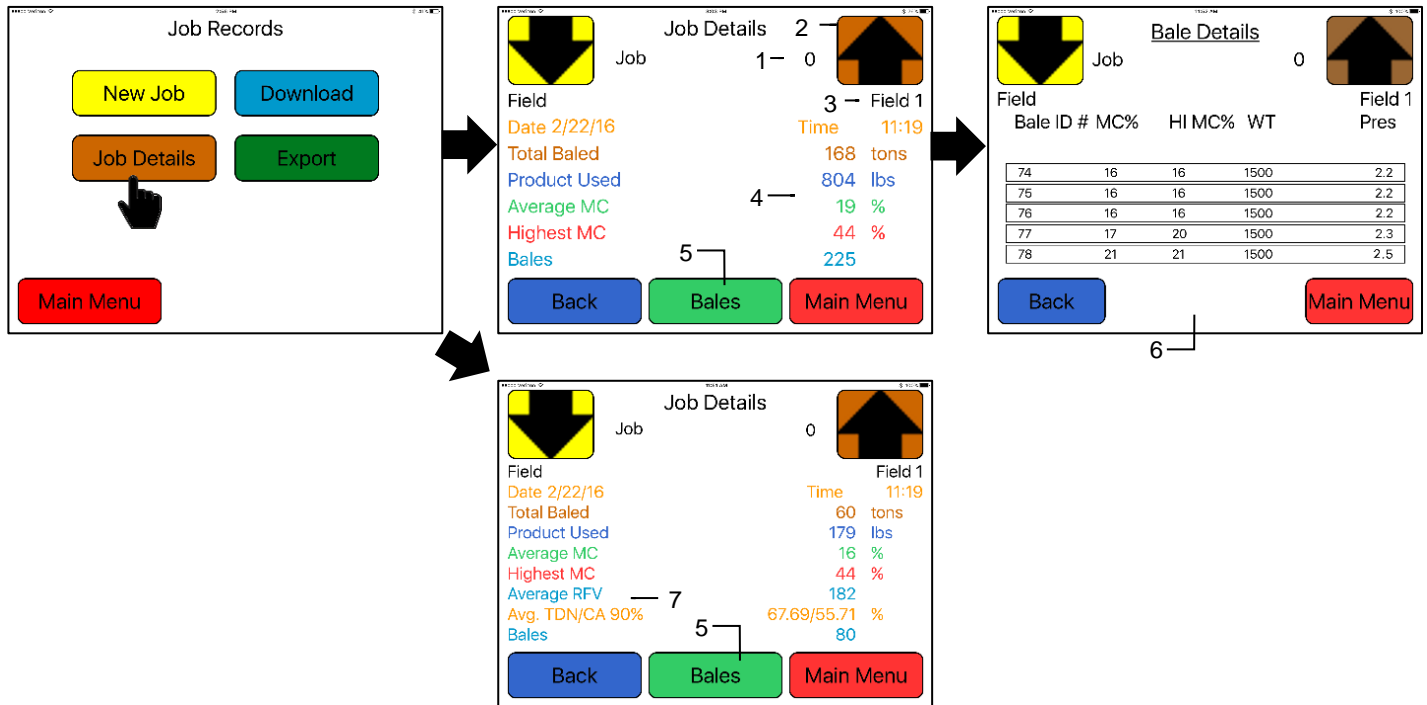 Job Records
New Job
Download
Job Details
Export
Main Menu
Job Details
2
Job
1
0
Field
3
Field 1
Date 2/22/16
Time 11:19
Total Baled 168 tons
Product Used 804 lbs
4
Average MC 19 %
Highest MC 44 %
5
Bales 225
Back
Bales
Main Menu
Bale Details
Job 0
Field
Field 1
Bale ID # MC% HI MC% WT Pres
74 16 16 1500 2.2
75 16 16 1500 2.2
76 16 16 1500 2.2
77 17 20 1500 2.3
78 21 21 1500 2.5
Back
Main Menu
6
Job Details
Job 0
Field
Field 1
Date 2/22/16 Time 11:19
Total Baled 60 tons
Product Used 179 lbs
Average MC 16 %
Highest MC 44 %
Average RFV 182
7
Avg. TDN/CA 90% 67.69/55.71 %
5
Bales 80
Back
Bales
Main Menu